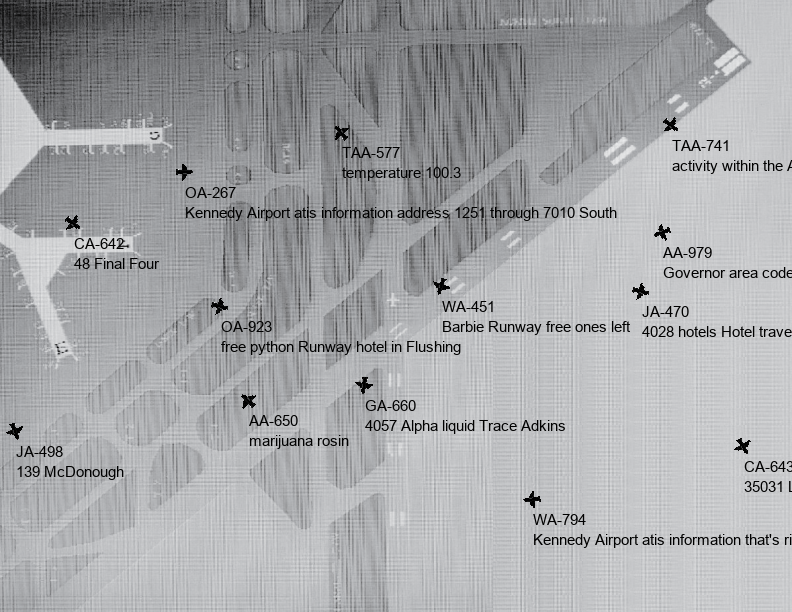 TAA-577
temperature 100.3
TAA-741
activity within the
OA-267
Kennedy Airport atis information address 1251 through 7010 South
CA-642
48 Final Four
AA-979
Governor area code
WA-451
Barbie Runway free ones left
JA-470
4028 hotels Hotel trave
OA-923
free python Runway hotel in Flushing
GA-660
4057 Alpha liquid Trace Adkins
AA-650
marijuana rosin
JA-498
139 McDonough
CA-643
35031
WA-794
Kennedy Airport atis information that's ri